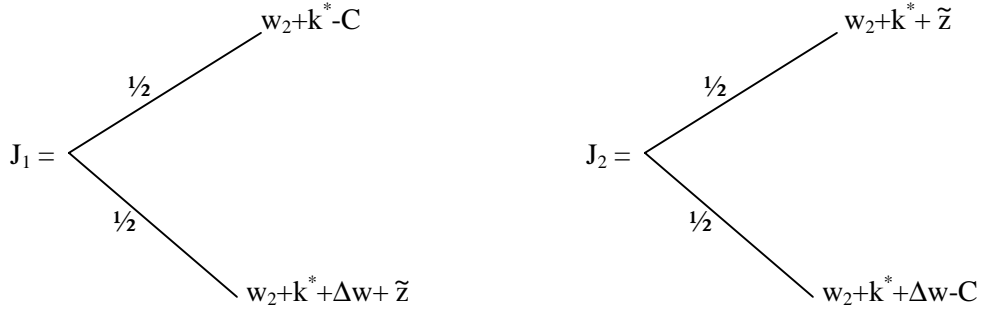 w₂+k*-C
½
J₁ =
½
w₂+k*+Δw+ z̃
w₂+k*+ z̃
½
J₂ =
½
w₂+k*+Δw-C